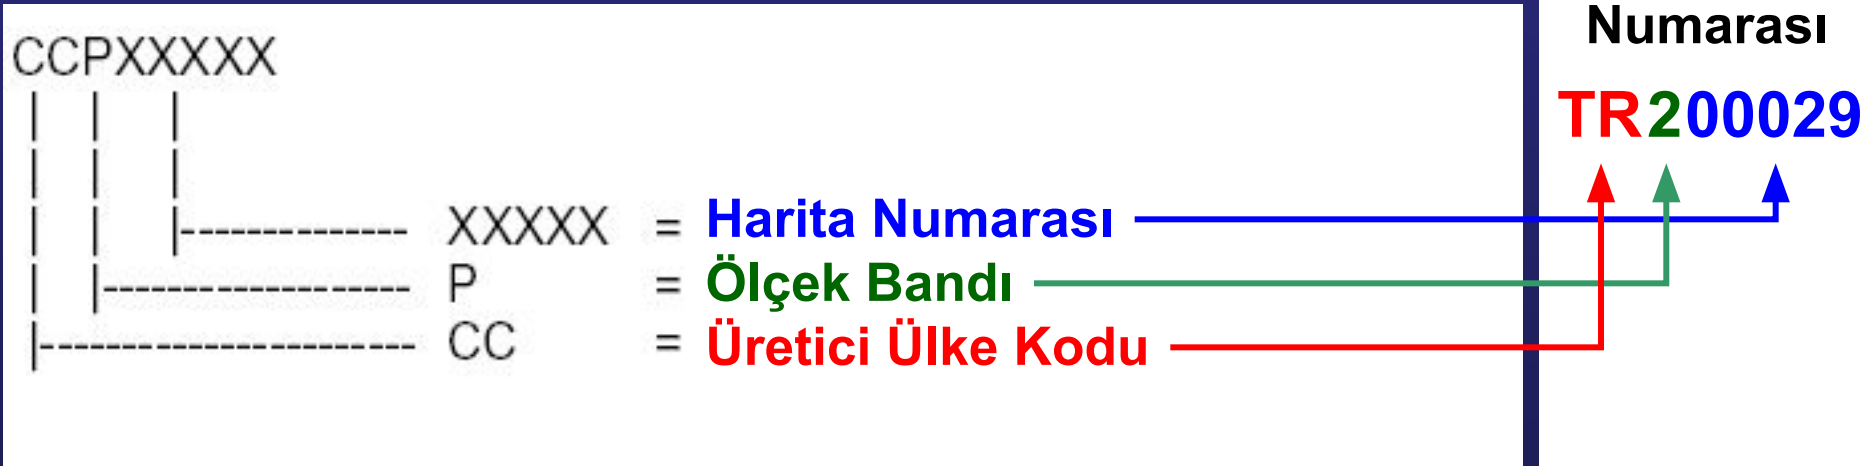 CCPXXXXX
XXXXX = Harita Numarası
P = Ölçek Bandı
CC = Üretici Ülke Kodu
Numarası
TR200029